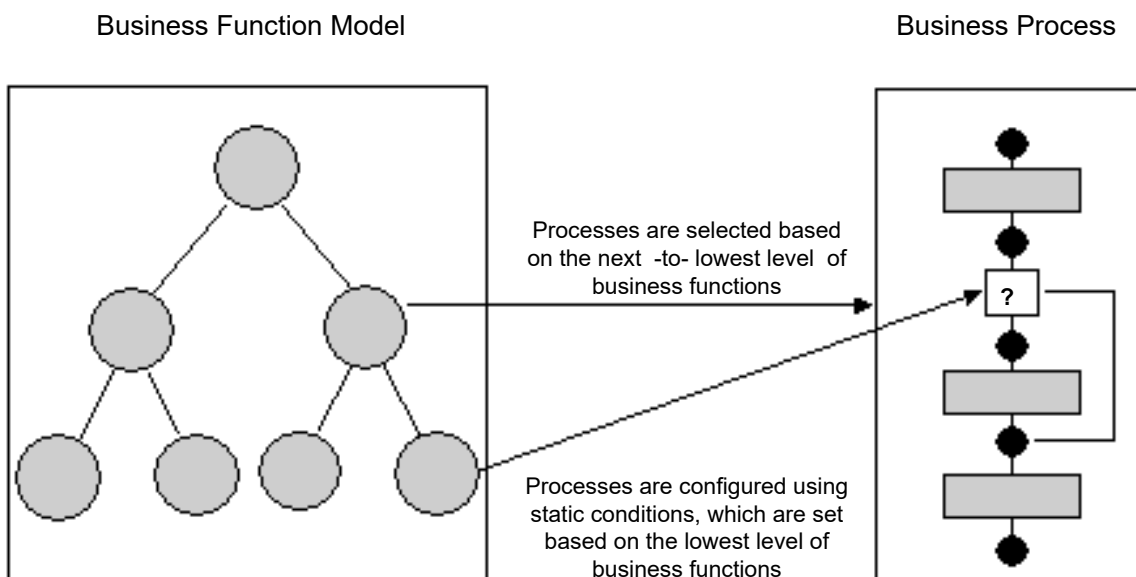 Business Function Model
Business Process
Processes are selected based
on the next -to- lowest level of
business functions
?
Processes are configured using
static conditions, which are set
based on the lowest level of
business functions